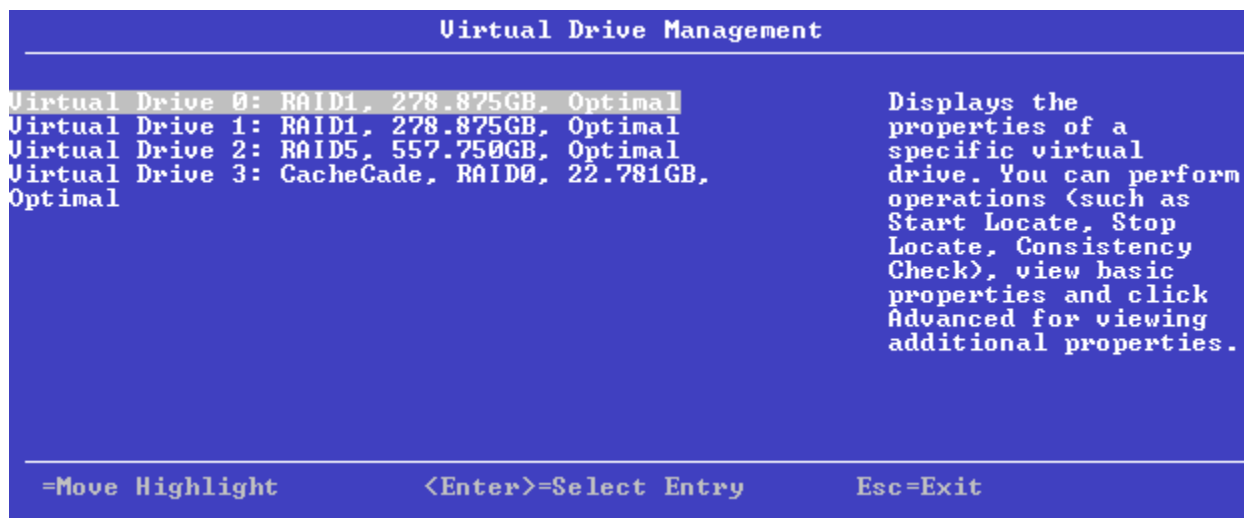 Virtual Drive Management
Virtual Drive 0: RAID1, 278.875GB, Optimal
Virtual Drive 1: RAID1, 278.875GB, Optimal
Virtual Drive 2: RAID5, 557.750GB, Optimal
Virtual Drive 3: CacheCade, RAID0, 22.781GB,
Optimal
Displays the
properties of a
specific virtual
drive. You can perform
operations (such as
Start Locate, Stop
Locate, Consistency
Check), view basic
properties and click
Advanced for viewing
additional properties.
=Move Highlight <Enter>=Select Entry Esc=Exit